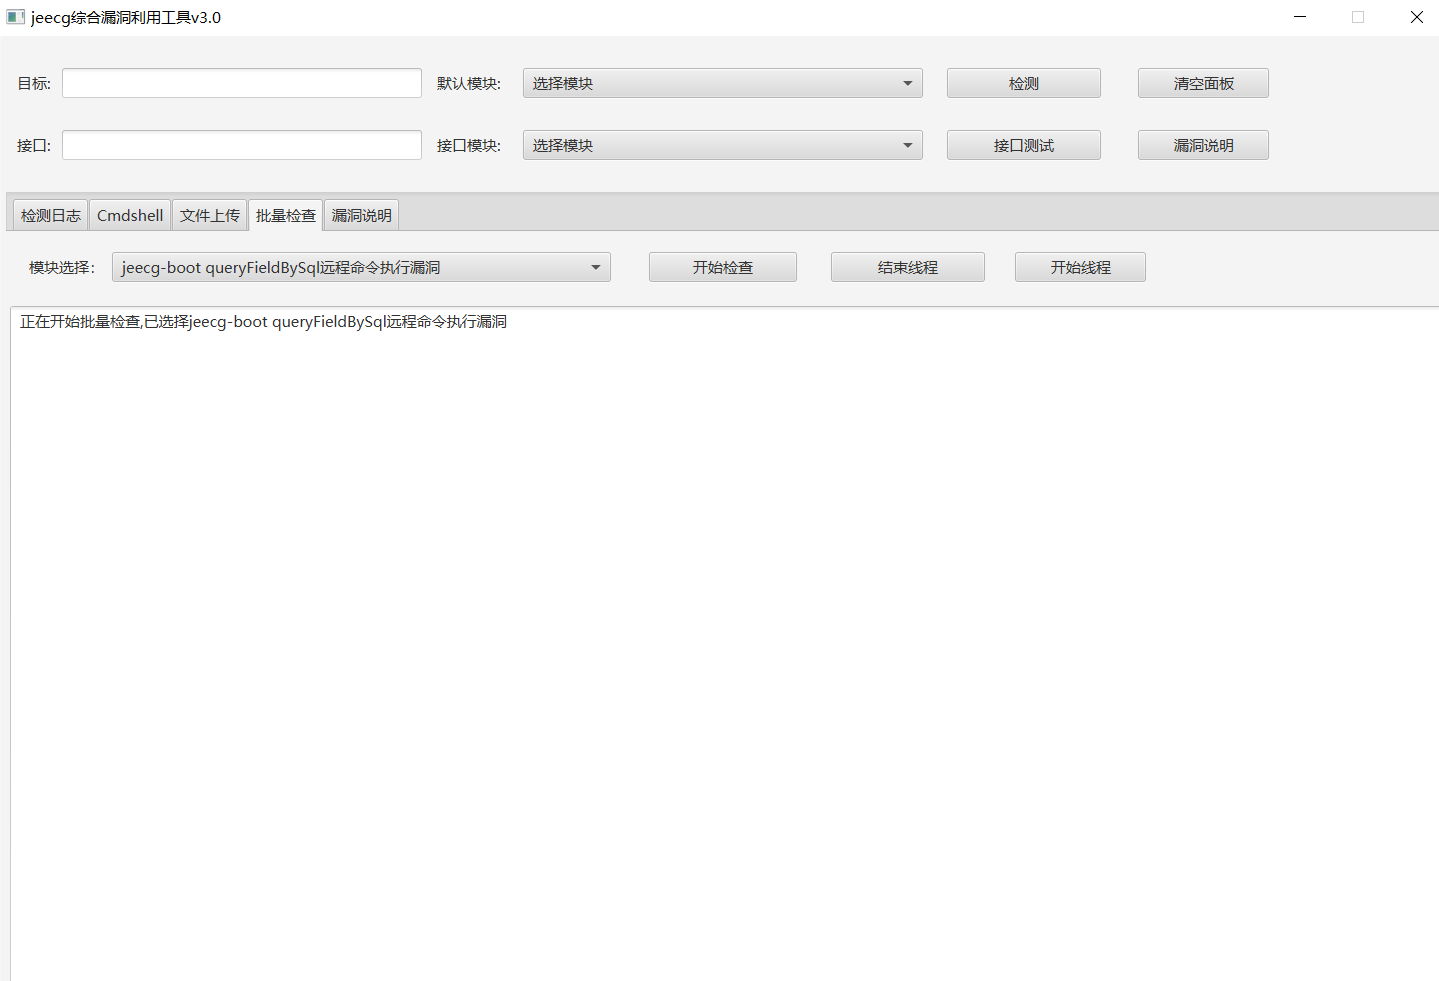 jeecg综合漏洞利用工具v3.0
目标: 默认模块: 选择模块 检测 清空面板
接口: 接口模块: 选择模块 接口测试 漏洞说明
检测日志 Cmdshell 文件上传 批量检查 漏洞说明
模块选择： jeecg-boot queryFieldBySql远程命令执行漏洞 开始检查 结束线程 开始线程
正在开始批量检查,已选择jeecg-boot queryFieldBySql远程命令执行漏洞